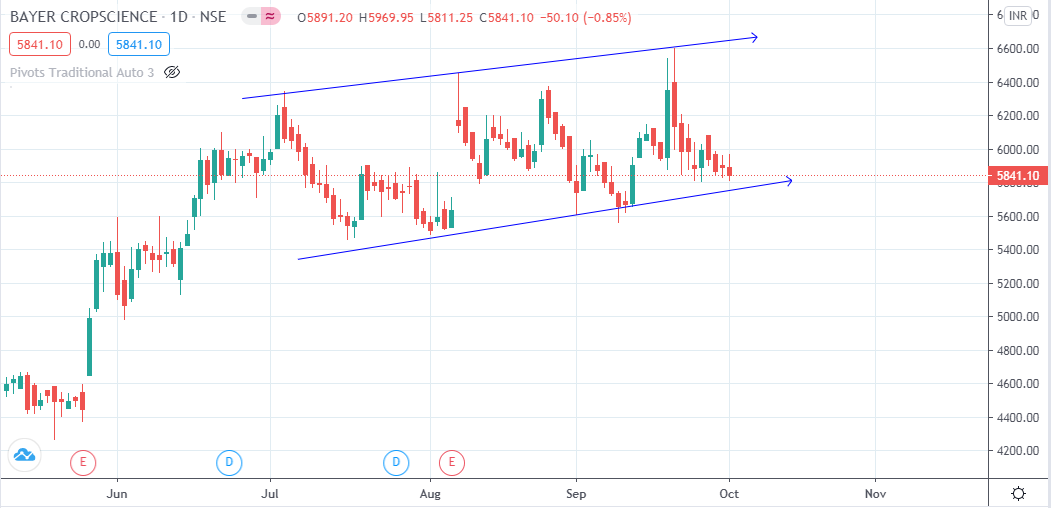 BAYER CROPSCIENCE · 1D · NSE O5891.20 H5969.95 L5811.25 C5841.10 −50.10 (−0.85%)
5841.10 0.00 5841.10
Pivots Traditional Auto 3
INR
6600.00
6400.00
6200.00
6000.00
5841.10
5600.00
5400.00
5200.00
5000.00
4800.00
4600.00
4400.00
4200.00
E D D E
Jun Jul Aug Sep Oct Nov